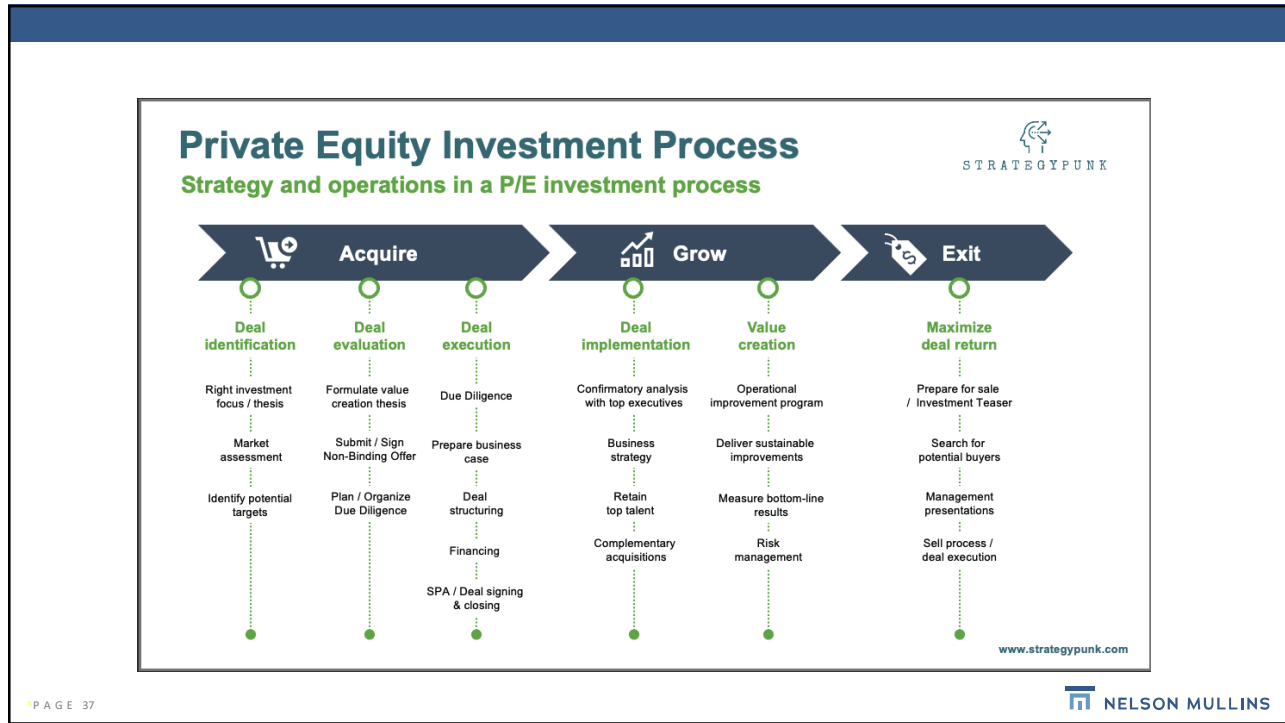 Private Equity Investment Process
Strategy and operations in a P/E investment process
STRATEGYPUNK
Acquire
Grow
Exit
Deal
identification
Right investment
focus / thesis
Market
assessment
Identify potential
targets
Deal
evaluation
Formulate value
creation thesis
Submit / Sign
Non-Binding Offer
Plan / Organize
Due Diligence
Deal
execution
Due Diligence
Prepare business
case
Deal
structuring
Financing
SPA / Deal signing
& closing
Deal
implementation
Confirmatory analysis
with top executives
Business
strategy
Retain
top talent
Complementary
acquisitions
Value
creation
Operational
improvement program
Deliver sustainable
improvements
Measure bottom-line
results
Risk
management
Maximize
deal return
Prepare for sale
/ Investment Teaser
Search for
potential buyers
Management
presentations
Sell process /
deal execution
www.strategypunk.com
PAGE 37
NELSON MULLINS